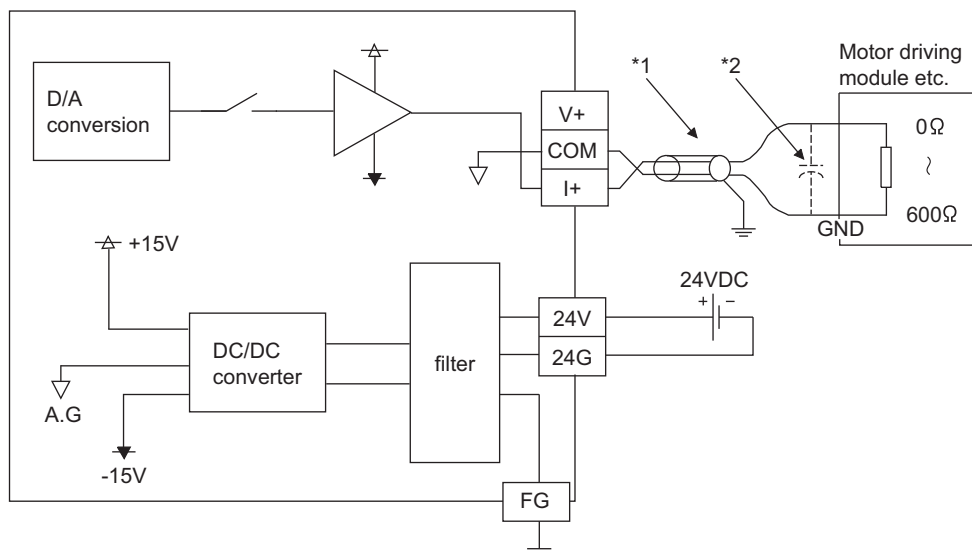 D/A
conversion
V+
COM
I+
*1
*2
Motor driving
module etc.
0Ω
~
600Ω
GND
+15V
A.G
-15V
DC/DC
converter
filter
24V
24G
24VDC
+ −
FG